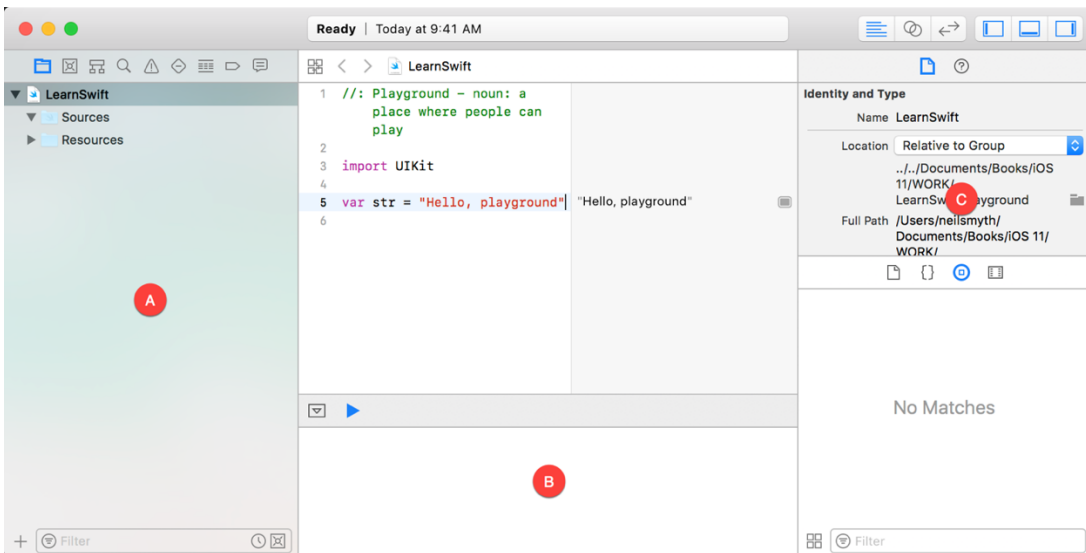 Ready | Today at 9:41 AM
LearnSwift
LearnSwift
Sources
Resources
A
Filter
1 //: Playground – noun: a
place where people can
play
2
3 import UIKit
4
5 var str = "Hello, playground"
"Hello, playground"
6
B
Identity and Type
Name LearnSwift
Location Relative to Group
../../Documents/Books/iOS
11/WORK/
Full Path /Users/neilsmyth/
Documents/Books/iOS 11/
WORK/
C
{}
No Matches
Filter